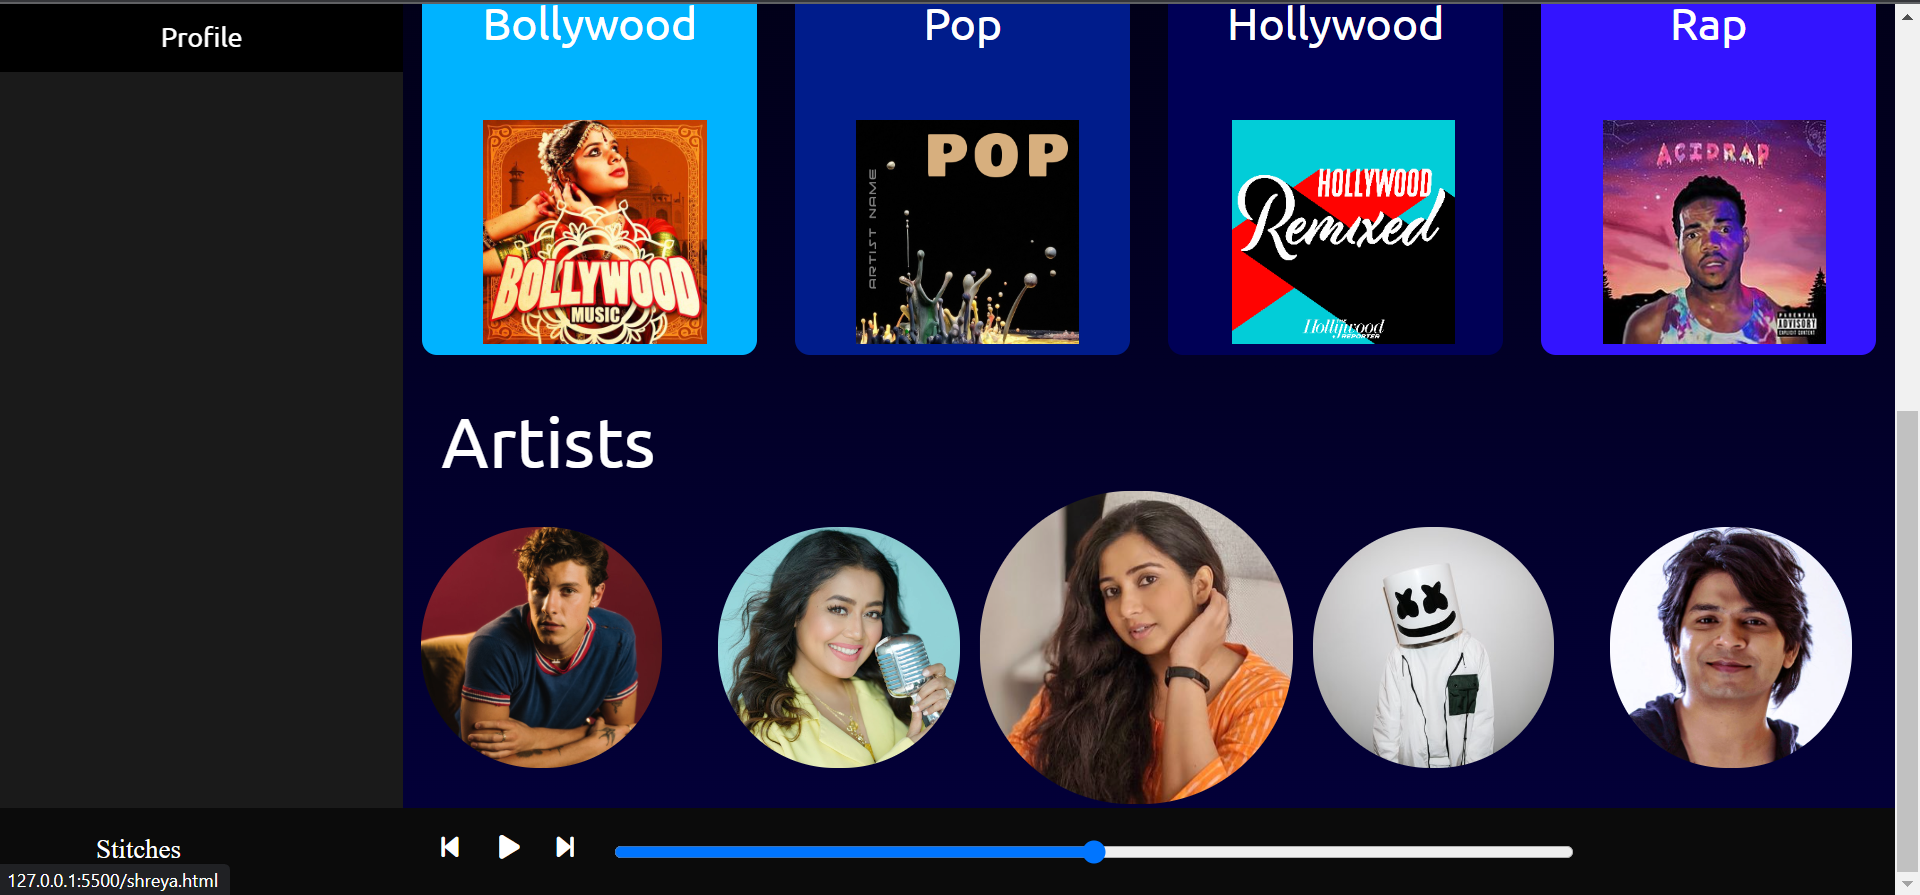 Profile
Bollywood
Pop
Hollywood
Rap
BOLLYWOOD
MUSIC
POP
ARTIST NAME
HOLLYWOOD
Remixed
Hollywood
REPORTER
ACIDRAP
PARENTAL
ADVISORY
EXPLICIT CONTENT
Artists
Stitches
127.0.0.1:5500/shreya.html